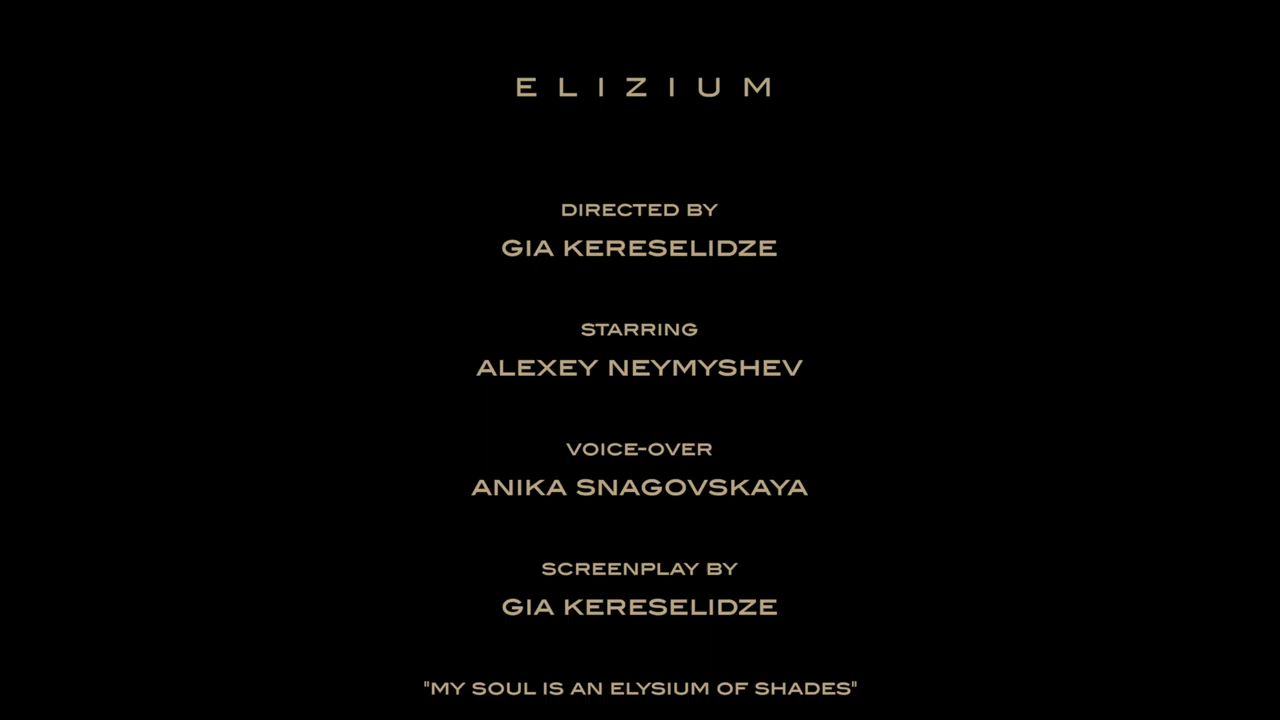 ELIZIUM
DIRECTED BY
GIA KERESELIDZE
STARRING
ALEXEY NEYMYSHEV
VOICE-OVER
ANIKA SNAGOVSKAYA
SCREENPLAY BY
GIA KERESELIDZE
"MY SOUL IS AN ELYSIUM OF SHADES"